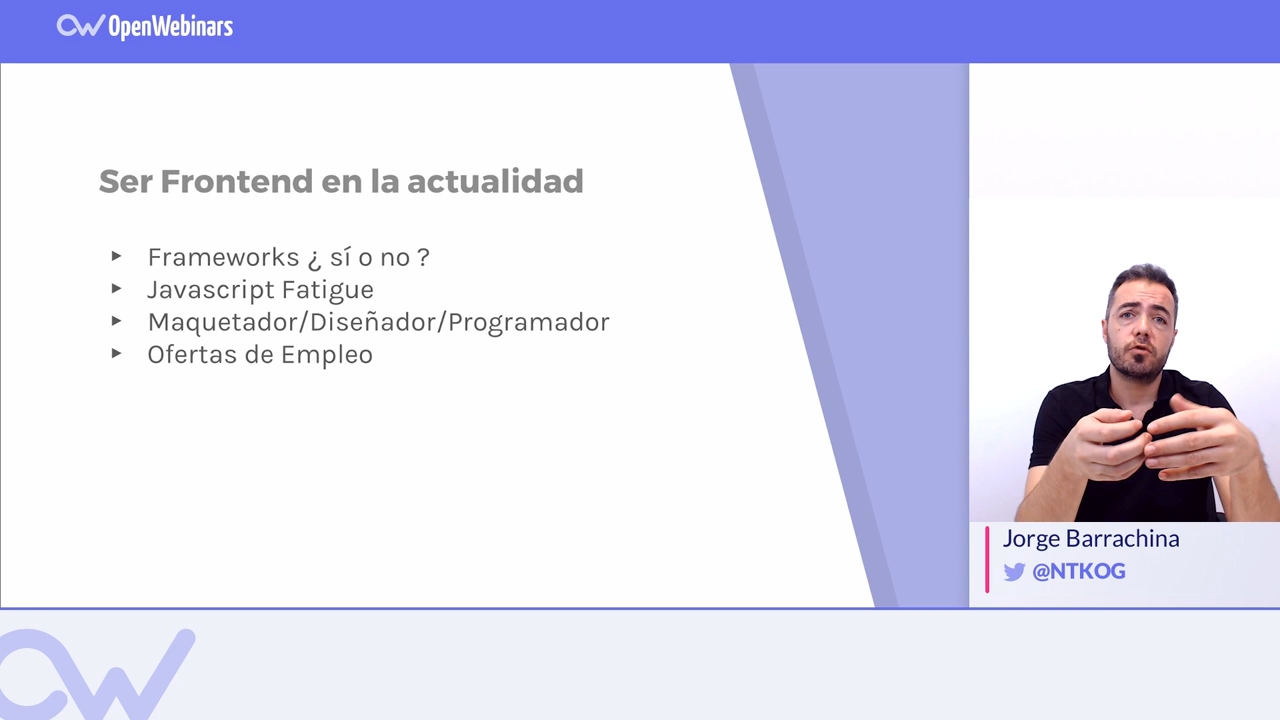 OpenWebinars
Ser Frontend en la actualidad
Frameworks ¿ sí o no ?
Javascript Fatigue
Maquetador/Diseñador/Programador
Ofertas de Empleo
Jorge Barrachina
@NTKOG